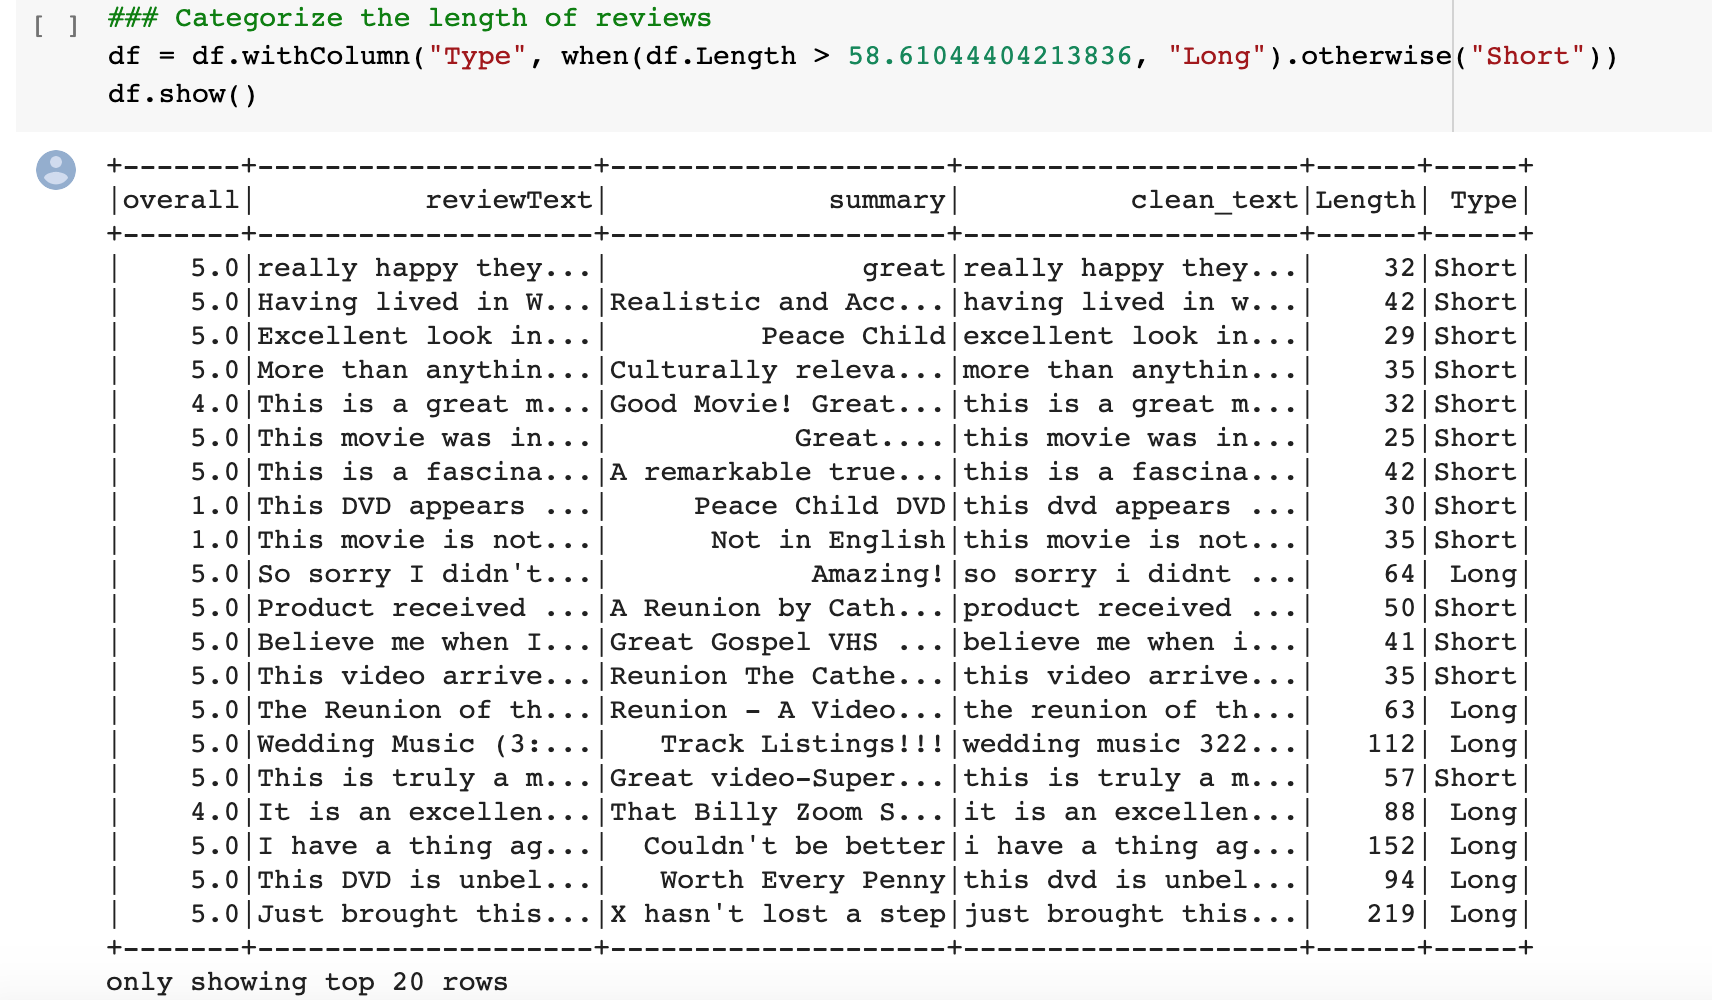 [ ] ### Categorize the length of reviews
df = df.withColumn("Type", when(df.Length > 58.61044404213836, "Long").otherwise("Short"))
df.show()
+-------+--------------------+--------------------+--------------------+------+-----+
|overall|          reviewText|             summary|          clean_text|Length| Type|
+-------+--------------------+--------------------+--------------------+------+-----+
|    5.0|really happy they...|               great|really happy they...|    32|Short|
|    5.0|Having lived in W...|Realistic and Acc...|having lived in w...|    42|Short|
|    5.0|Excellent look in...|         Peace Child|excellent look in...|    29|Short|
|    5.0|More than anythin...|Culturally releva...|more than anythin...|    35|Short|
|    4.0|This is a great m...|Good Movie! Great...|this is a great m...|    32|Short|
|    5.0|This movie was in...|           Great....|this movie was in...|    25|Short|
|    5.0|This is a fascina...|A remarkable true...|this is a fascina...|    42|Short|
|    1.0|This DVD appears ...|     Peace Child DVD|this dvd appears ...|    30|Short|
|    1.0|This movie is not...|      Not in English|this movie is not...|    35|Short|
|    5.0|So sorry I didn't...|            Amazing!|so sorry i didnt ...|    64| Long|
|    5.0|Product received ...|A Reunion by Cath...|product received ...|    50|Short|
|    5.0|Believe me when I...|Great Gospel VHS ...|believe me when i...|    41|Short|
|    5.0|This video arrive...|Reunion The Cathe...|this video arrive...|    35|Short|
|    5.0|The Reunion of th...|Reunion - A Video...|the reunion of th...|    63| Long|
|    5.0|Wedding Music (3:...|   Track Listings!!!|wedding music 322...|   112| Long|
|    5.0|This is truly a m...|Great video-Super...|this is truly a m...|    57|Short|
|    4.0|It is an excellen...|That Billy Zoom S...|it is an excellen...|    88| Long|
|    5.0|I have a thing ag...|  Couldn't be better|i have a thing ag...|   152| Long|
|    5.0|This DVD is unbel...|   Worth Every Penny|this dvd is unbel...|    94| Long|
|    5.0|Just brought this...|X hasn't lost a step|just brought this...|   219| Long|
+-------+--------------------+--------------------+--------------------+------+-----+
only showing top 20 rows